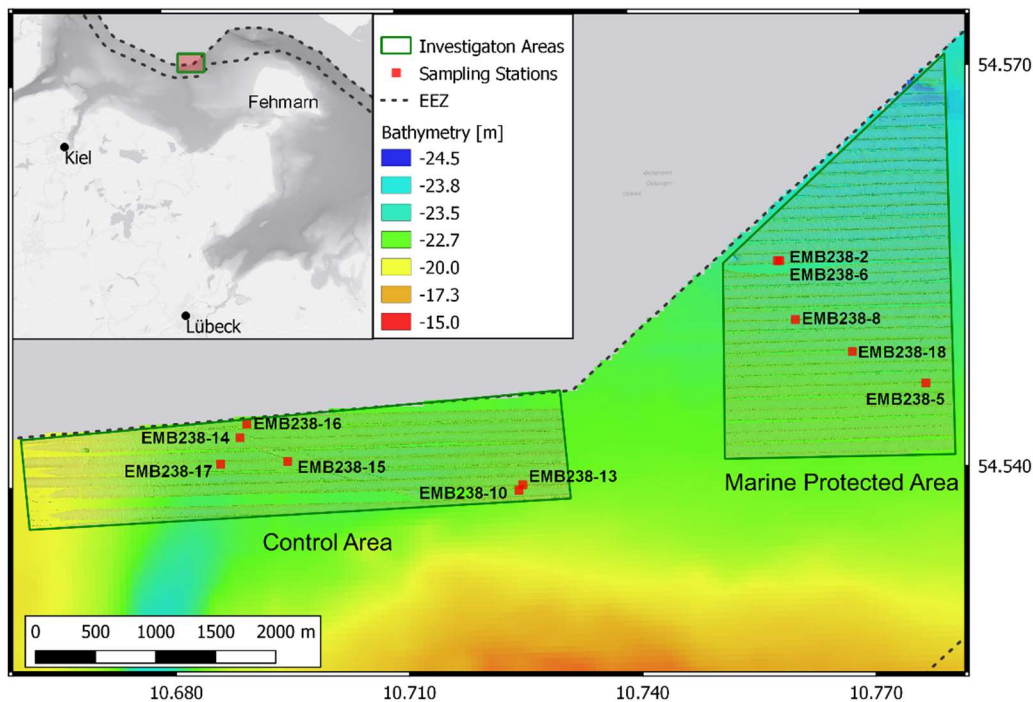 Fehmarn
Kiel
Lübeck
Investigaton Areas
Sampling Stations
EEZ
Bathymetry [m]
-24.5
-23.8
-23.5
-22.7
-20.0
-17.3
-15.0
54.570
EMB238-2
EMB238-6
EMB238-8
EMB238-18
EMB238-5
Marine Protected Area
54.540
EMB238-16
EMB238-14
EMB238-17
EMB238-15
EMB238-13
EMB238-10
Control Area
0 500 1000 1500 2000 m
10.680 10.710 10.740 10.770